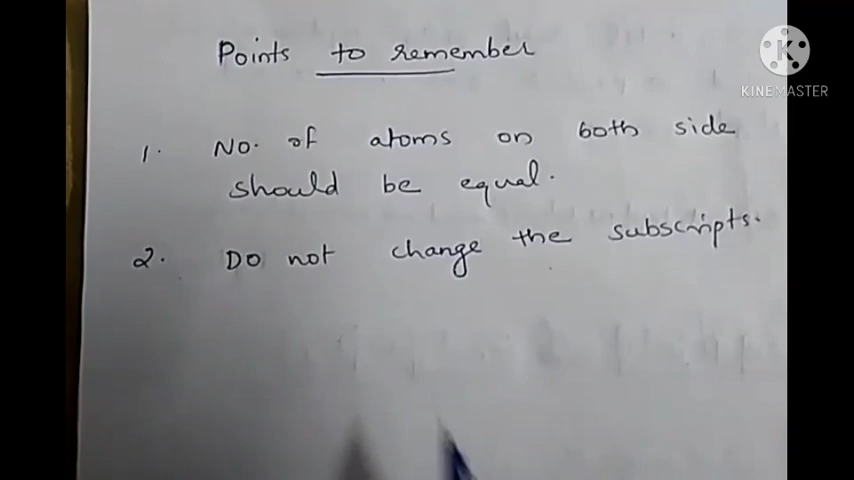 Points to remember
K
KINEMASTER
1. No. of atoms on both side
should be equal.
2. Do not change the subscripts.